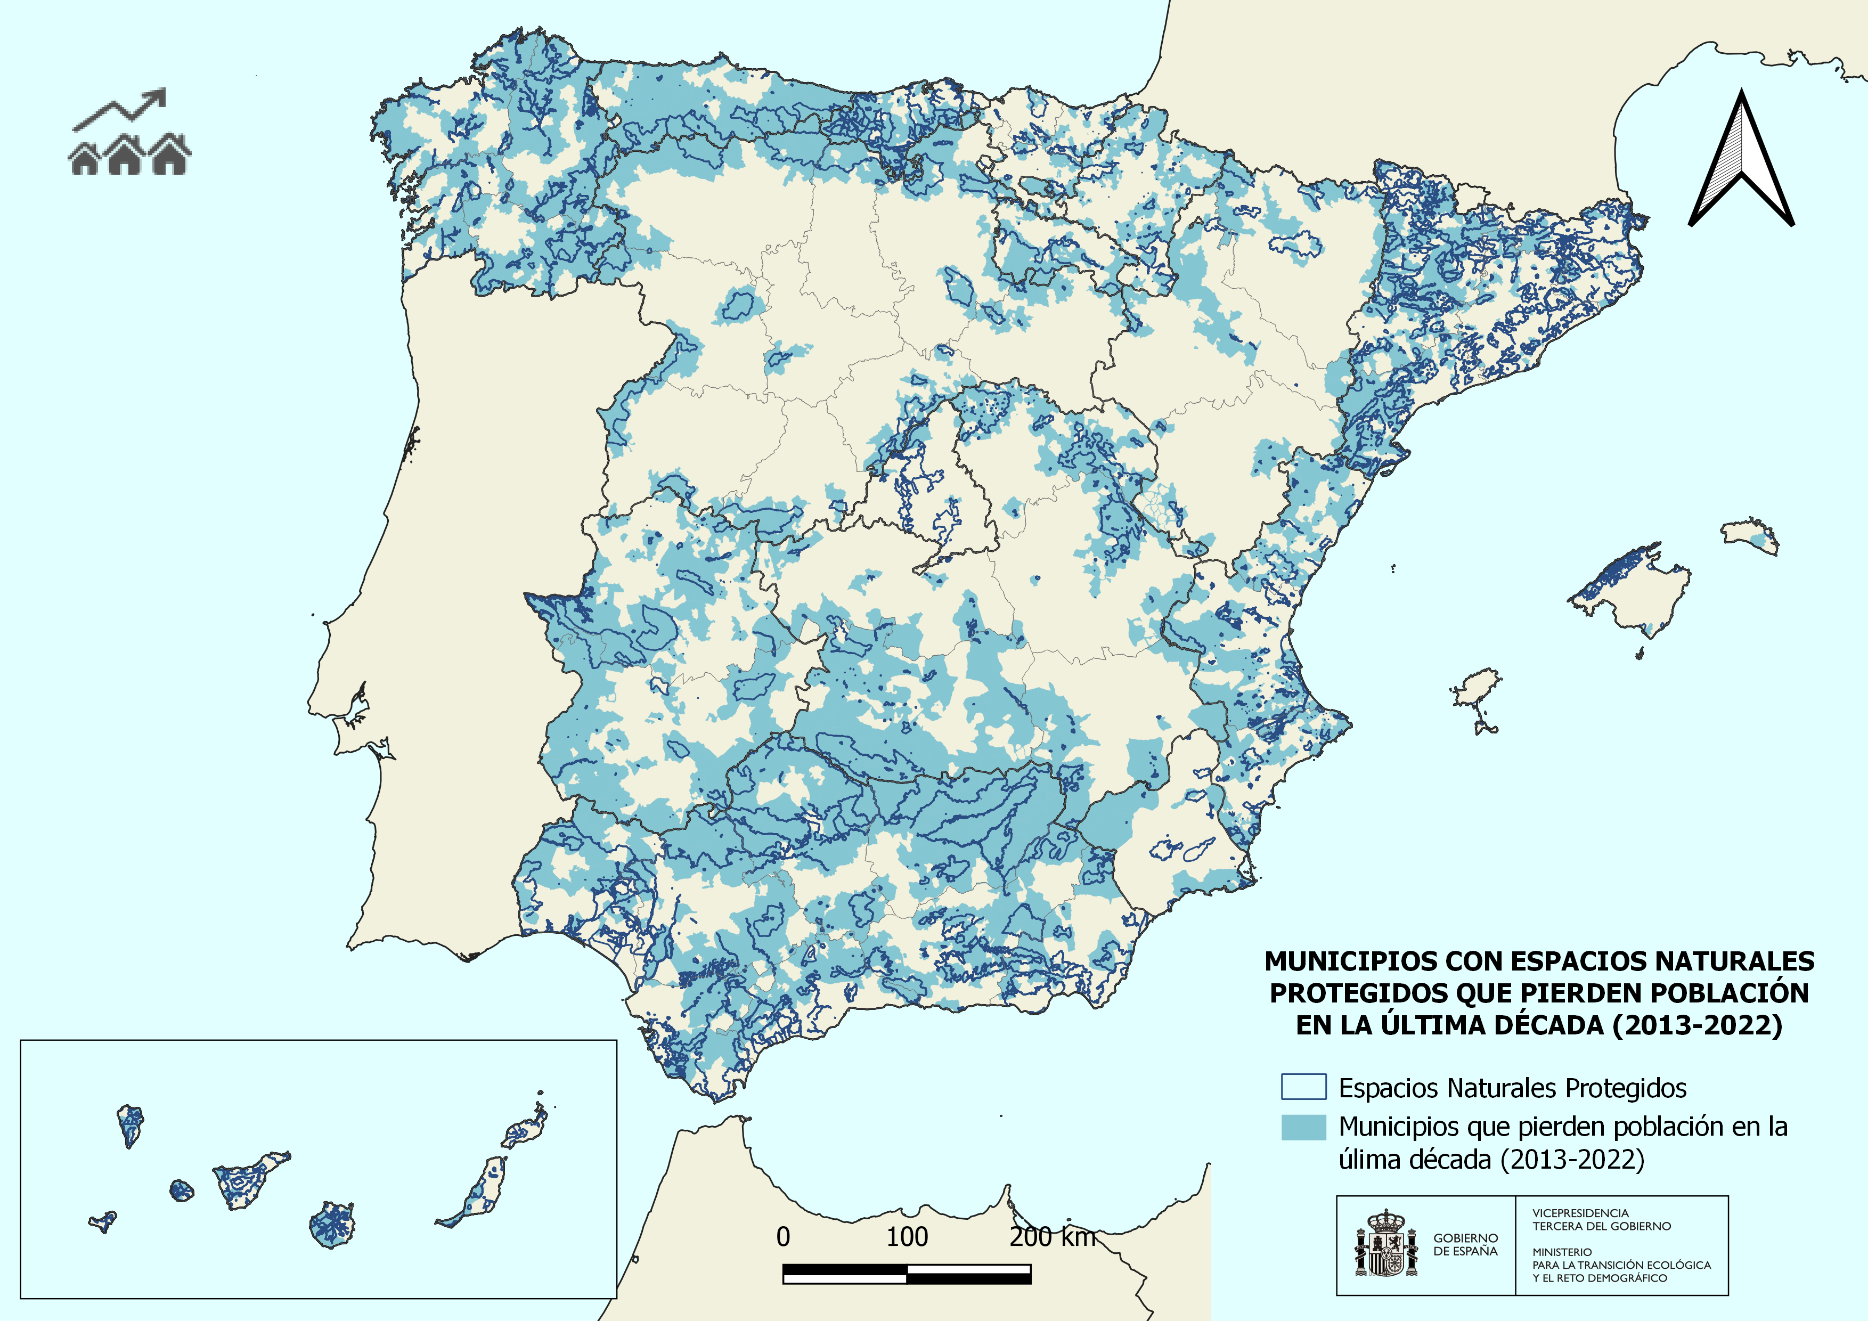 MUNICIPIOS CON ESPACIOS NATURALES
PROTEGIDOS QUE PIERDEN POBLACIÓN
EN LA ÚLTIMA DÉCADA (2013-2022)
Espacios Naturales Protegidos
Municipios que pierden población en la
úlima década (2013-2022)
GOBIERNO
DE ESPAÑA
VICEPRESIDENCIA
TERCERA DEL GOBIERNO
MINISTERIO
PARA LA TRANSICIÓN ECOLÓGICA
Y EL RETO DEMOGRÁFICO
0 100 200 km